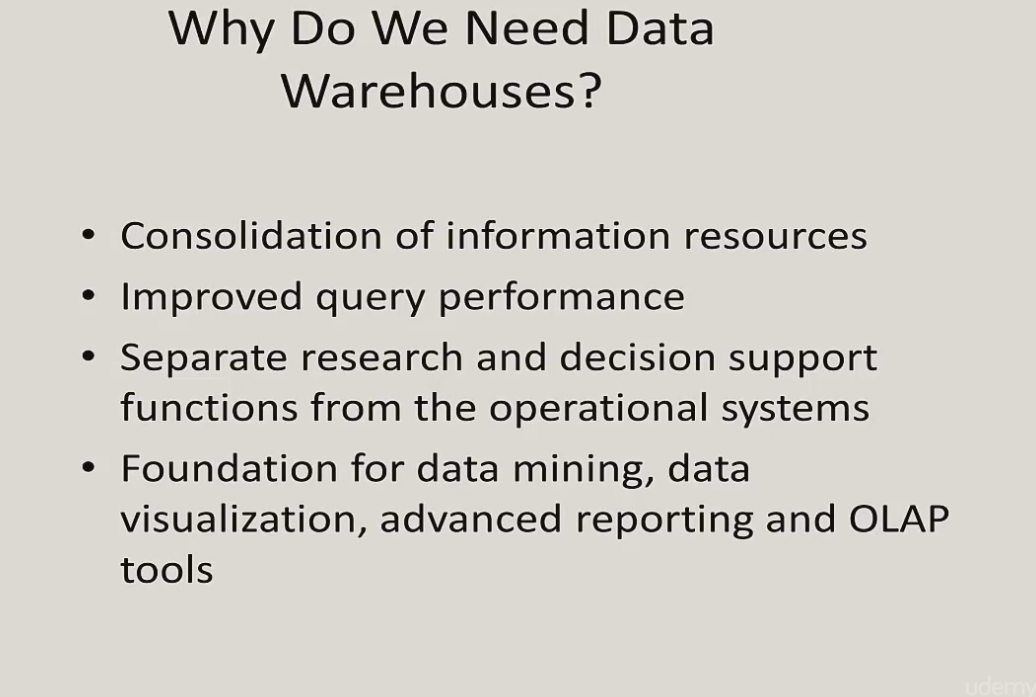 Why Do We Need Data
Warehouses?
• Consolidation of information resources
• Improved query performance
• Separate research and decision support
functions from the operational systems
• Foundation for data mining, data
visualization, advanced reporting and OLAP
tools
udemy